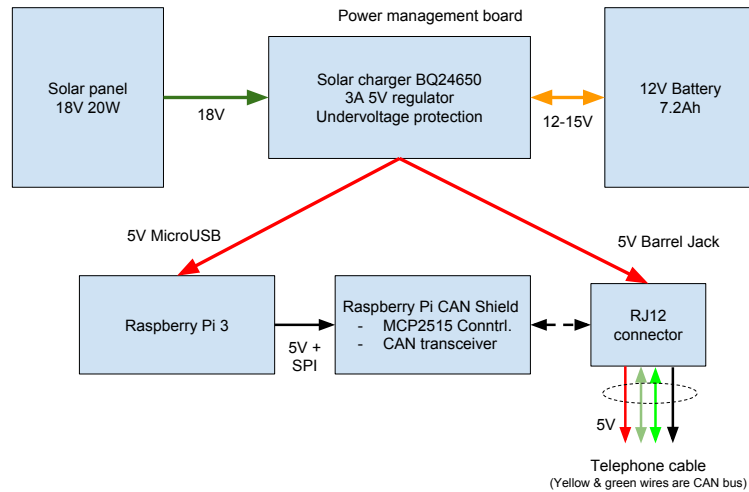 Power management board
Solar panel
18V 20W
18V
Solar charger BQ24650
3A 5V regulator
Undervoltage protection
12-15V
12V Battery
7.2Ah
5V MicroUSB
5V Barrel Jack
Raspberry Pi 3
5V +
SPI
Raspberry Pi CAN Shield
- MCP2515 Conntrl.
- CAN transceiver
RJ12
connector
5V
Telephone cable
(Yellow & green wires are CAN bus)